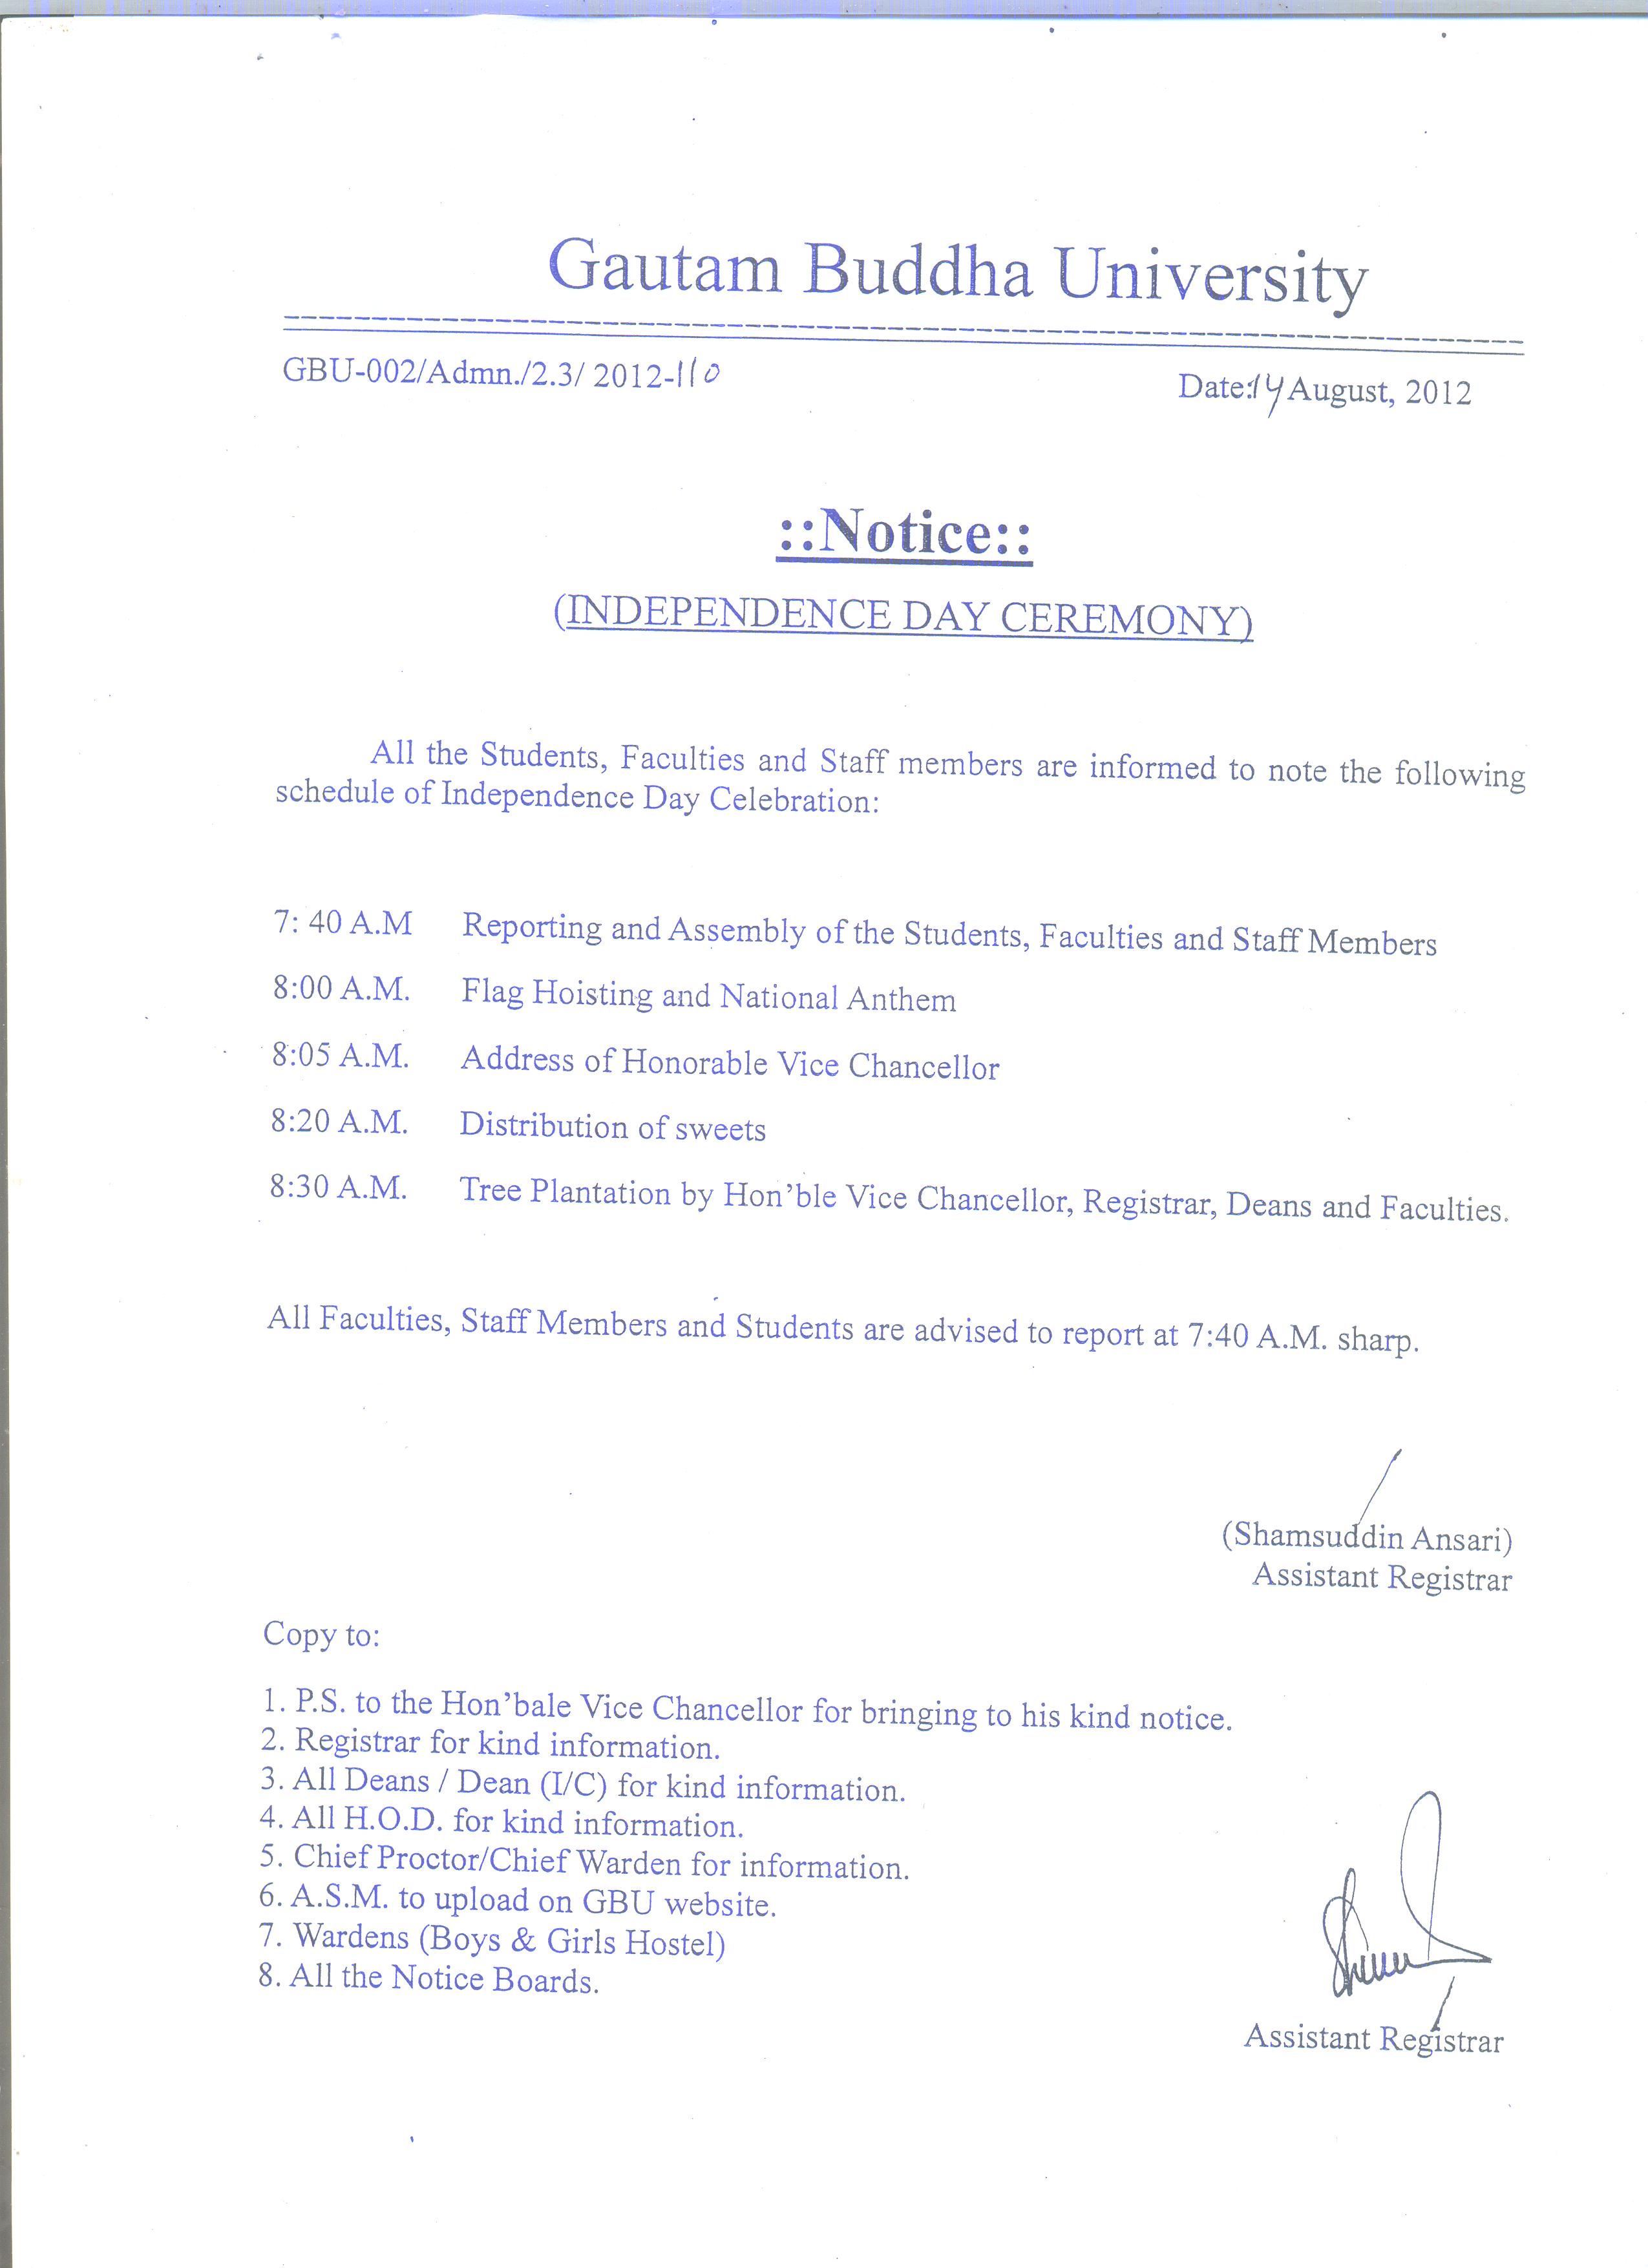 Gautam Buddha University
GBU-002/Admn./2.3/ 2012-110
Date:14 August, 2012
::Notice::
(INDEPENDENCE DAY CEREMONY)
All the Students, Faculties and Staff members are informed to note the following
schedule of Independence Day Celebration:
7: 40 A.M Reporting and Assembly of the Students, Faculties and Staff Members
8:00 A.M. Flag Hoisting and National Anthem
8:05 A.M. Address of Honorable Vice Chancellor
8:20 A.M. Distribution of sweets
8:30 A.M. Tree Plantation by Hon’ble Vice Chancellor, Registrar, Deans and Faculties.
All Faculties, Staff Members and Students are advised to report at 7:40 A.M. sharp.
(Shamsuddin Ansari)
Assistant Registrar
Copy to:
1. P.S. to the Hon’bale Vice Chancellor for bringing to his kind notice.
2. Registrar for kind information.
3. All Deans / Dean (I/C) for kind information.
4. All H.O.D. for kind information.
5. Chief Proctor/Chief Warden for information.
6. A.S.M. to upload on GBU website.
7. Wardens (Boys & Girls Hostel)
8. All the Notice Boards.
Assistant Registrar